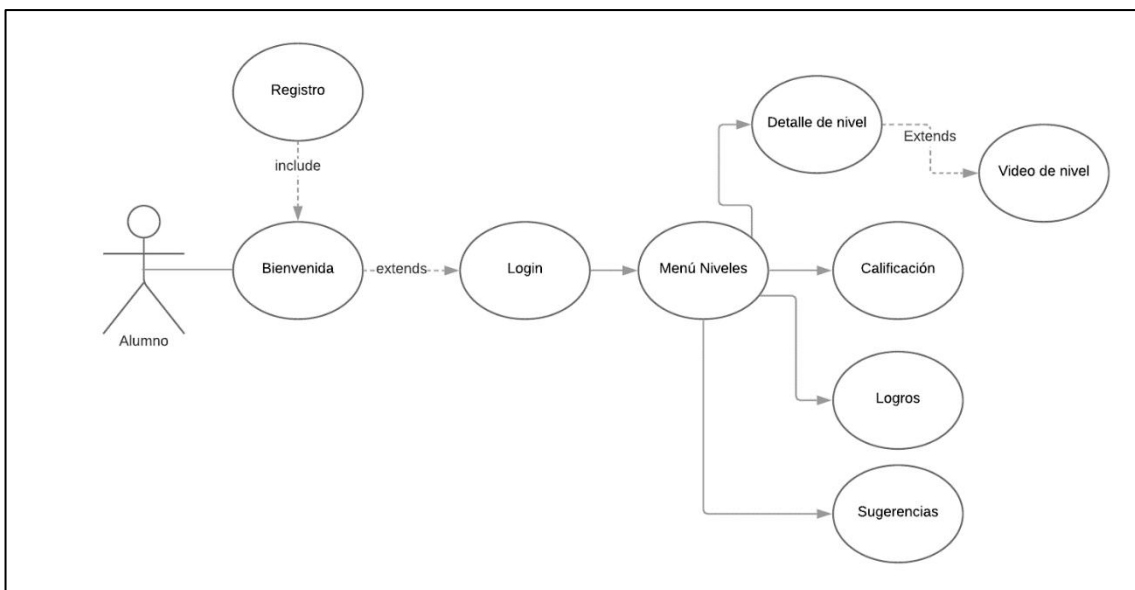 Registro
include
Alumno
Bienvenida
extends
Login
Menú Niveles
Detalle de nivel
Extends
Video de nivel
Calificación
Logros
Sugerencias